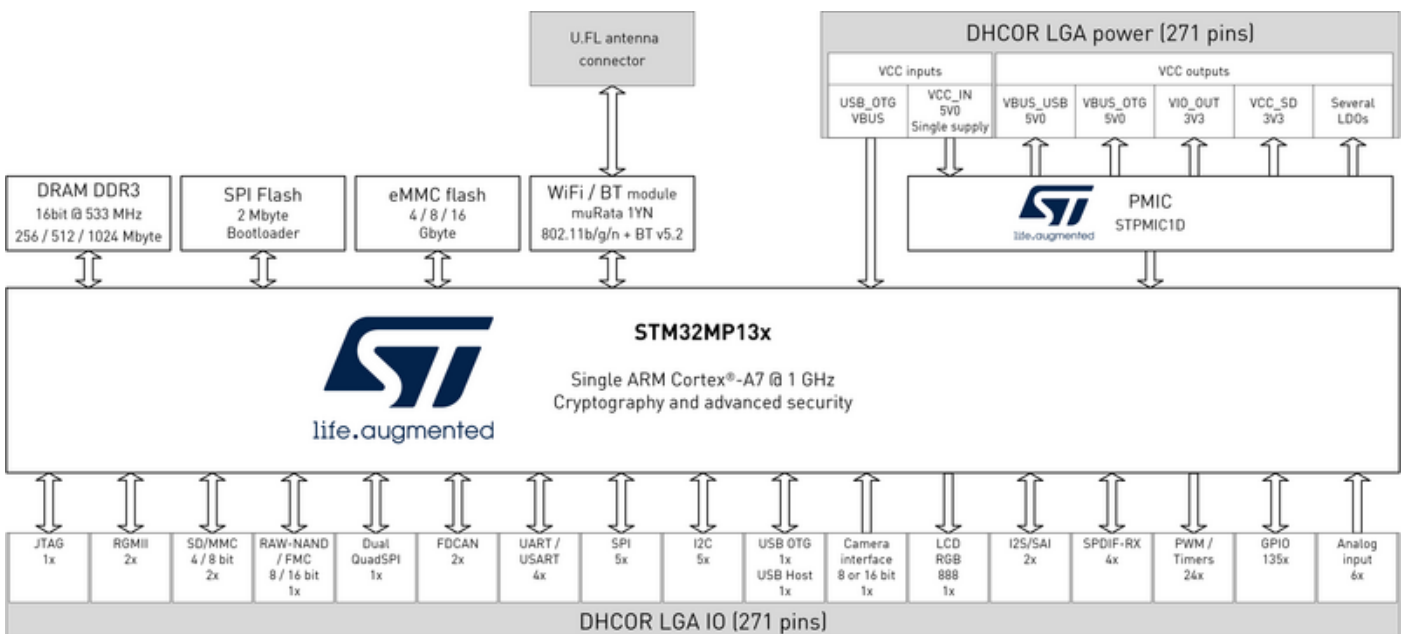 U.FL antenna
connector
DHCOR LGA power (271 pins)
VCC inputs
VCC outputs
USB_OTG
VBUS
VCC_IN
5V0
Single supply
VBUS_USB
5V0
VBUS_OTG
5V0
VIO_OUT
3V3
VCC_SD
3V3
Several
LDOs
DRAM DDR3
16bit @ 533 MHz
256 / 512 / 1024 Mbyte
SPI Flash
2 Mbyte
Bootloader
eMMC flash
4 / 8 / 16
Gbyte
WiFi / BT module
muRata 1YN
802.11b/g/n + BT v5.2
ST
life.augmented
PMIC
STPMIC1D
ST
life.augmented
STM32MP13x
Single ARM Cortex®-A7 @ 1 GHz
Cryptography and advanced security
JTAG
1x
RGMII
2x
SD/MMC
4 / 8 bit
2x
RAW-NAND
/ FMC
8 / 16 bit
1x
Dual
QuadSPI
1x
FDCAN
2x
UART /
USART
4x
SPI
5x
I2C
5x
USB OTG
1x
USB Host
1x
Camera
interface
8 or 16 bit
1x
LCD
RGB
888
1x
I2S/SAI
2x
SPDIF-RX
4x
PWM /
Timers
24x
GPIO
135x
Analog
input
6x
DHCOR LGA IO (271 pins)